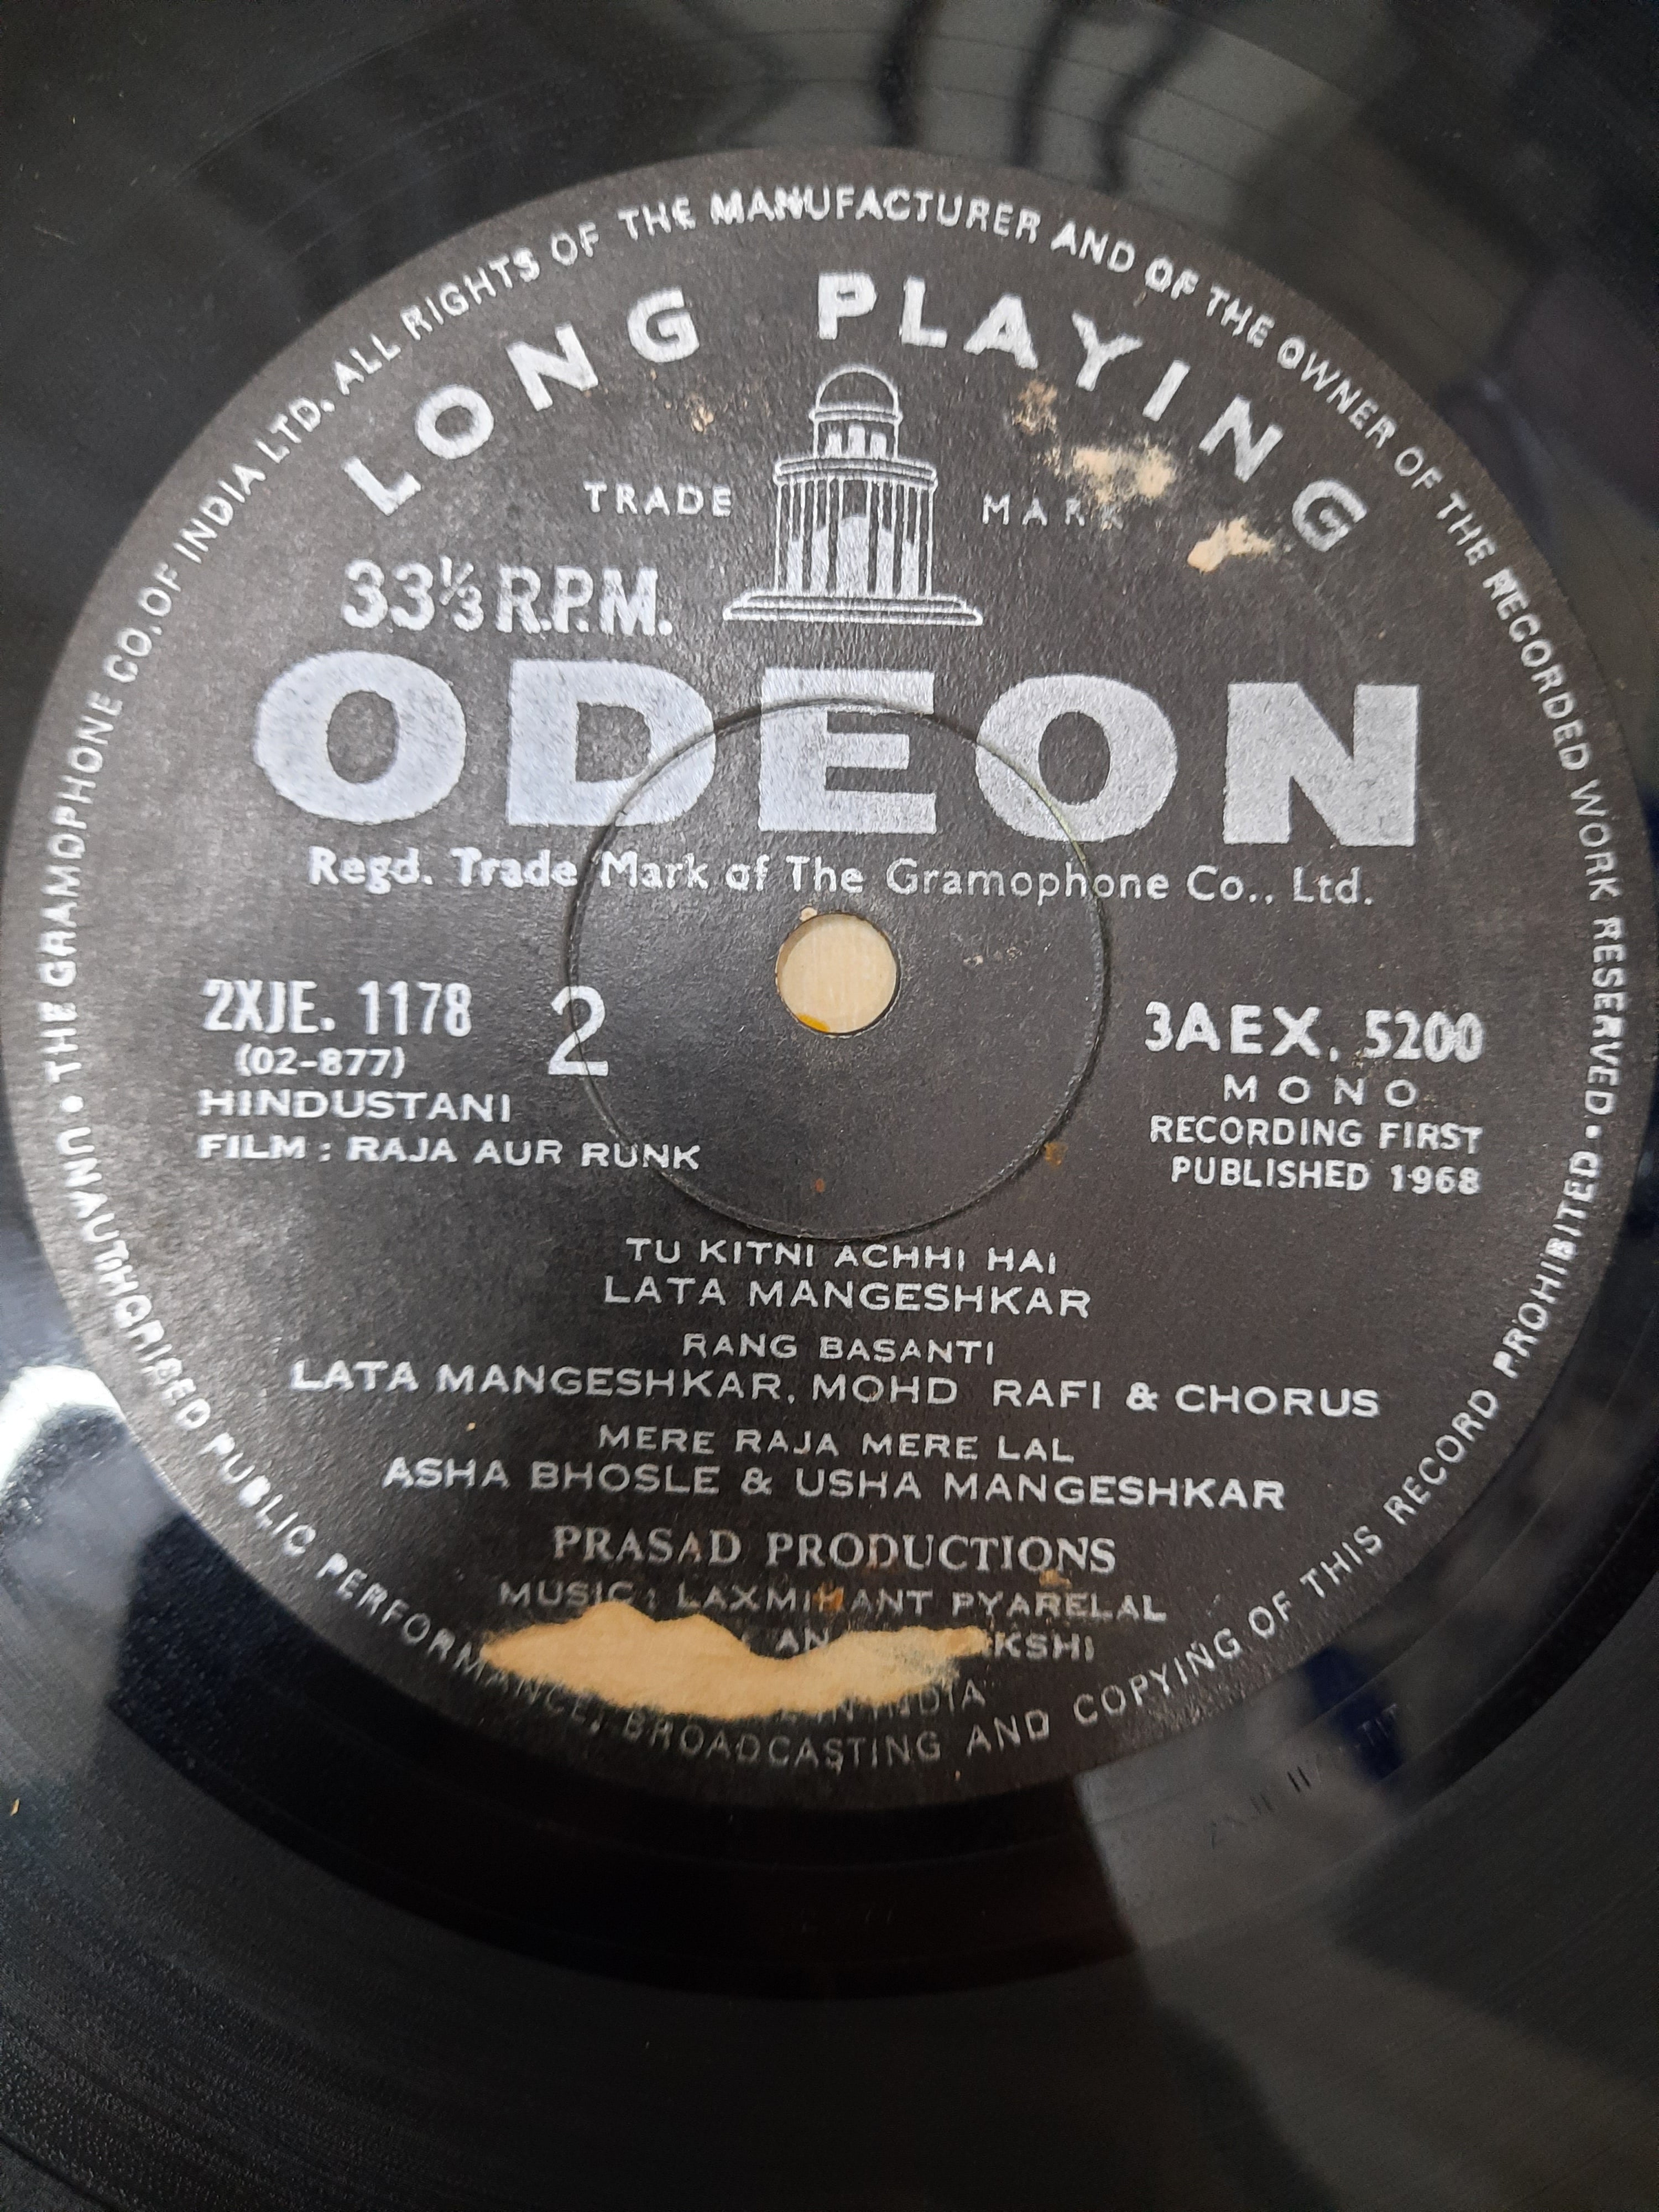 • THE GRAMOPHONE CO. OF INDIA LTD. ALL RIGHTS OF THE MANUFACTURER AND OF THE OWNER OF THE RECORDED WORK RESERVED •
UNAUTHORISED PUBLIC PERFORMANCE, BROADCASTING AND COPYING OF THIS RECORD PROHIBITED
LONG PLAYING
TRADE MARK
33⅓ R.P.M.
ODEON
Regd. Trade Mark of The Gramophone Co., Ltd.
2XJE. 1178
(02-877)
HINDUSTANI
FILM : RAJA AUR RUNK
2
3AEX. 5200
MONO
RECORDING FIRST
PUBLISHED 1968
TU KITNI ACHHI HAI
LATA MANGESHKAR
RANG BASANTI
LATA MANGESHKAR, MOHD RAFI & CHORUS
MERE RAJA MERE LAL
ASHA BHOSLE & USHA MANGESHKAR
PRASAD PRODUCTIONS
MUSIC : LAXMIKANT PYARELAL
IN INDIA